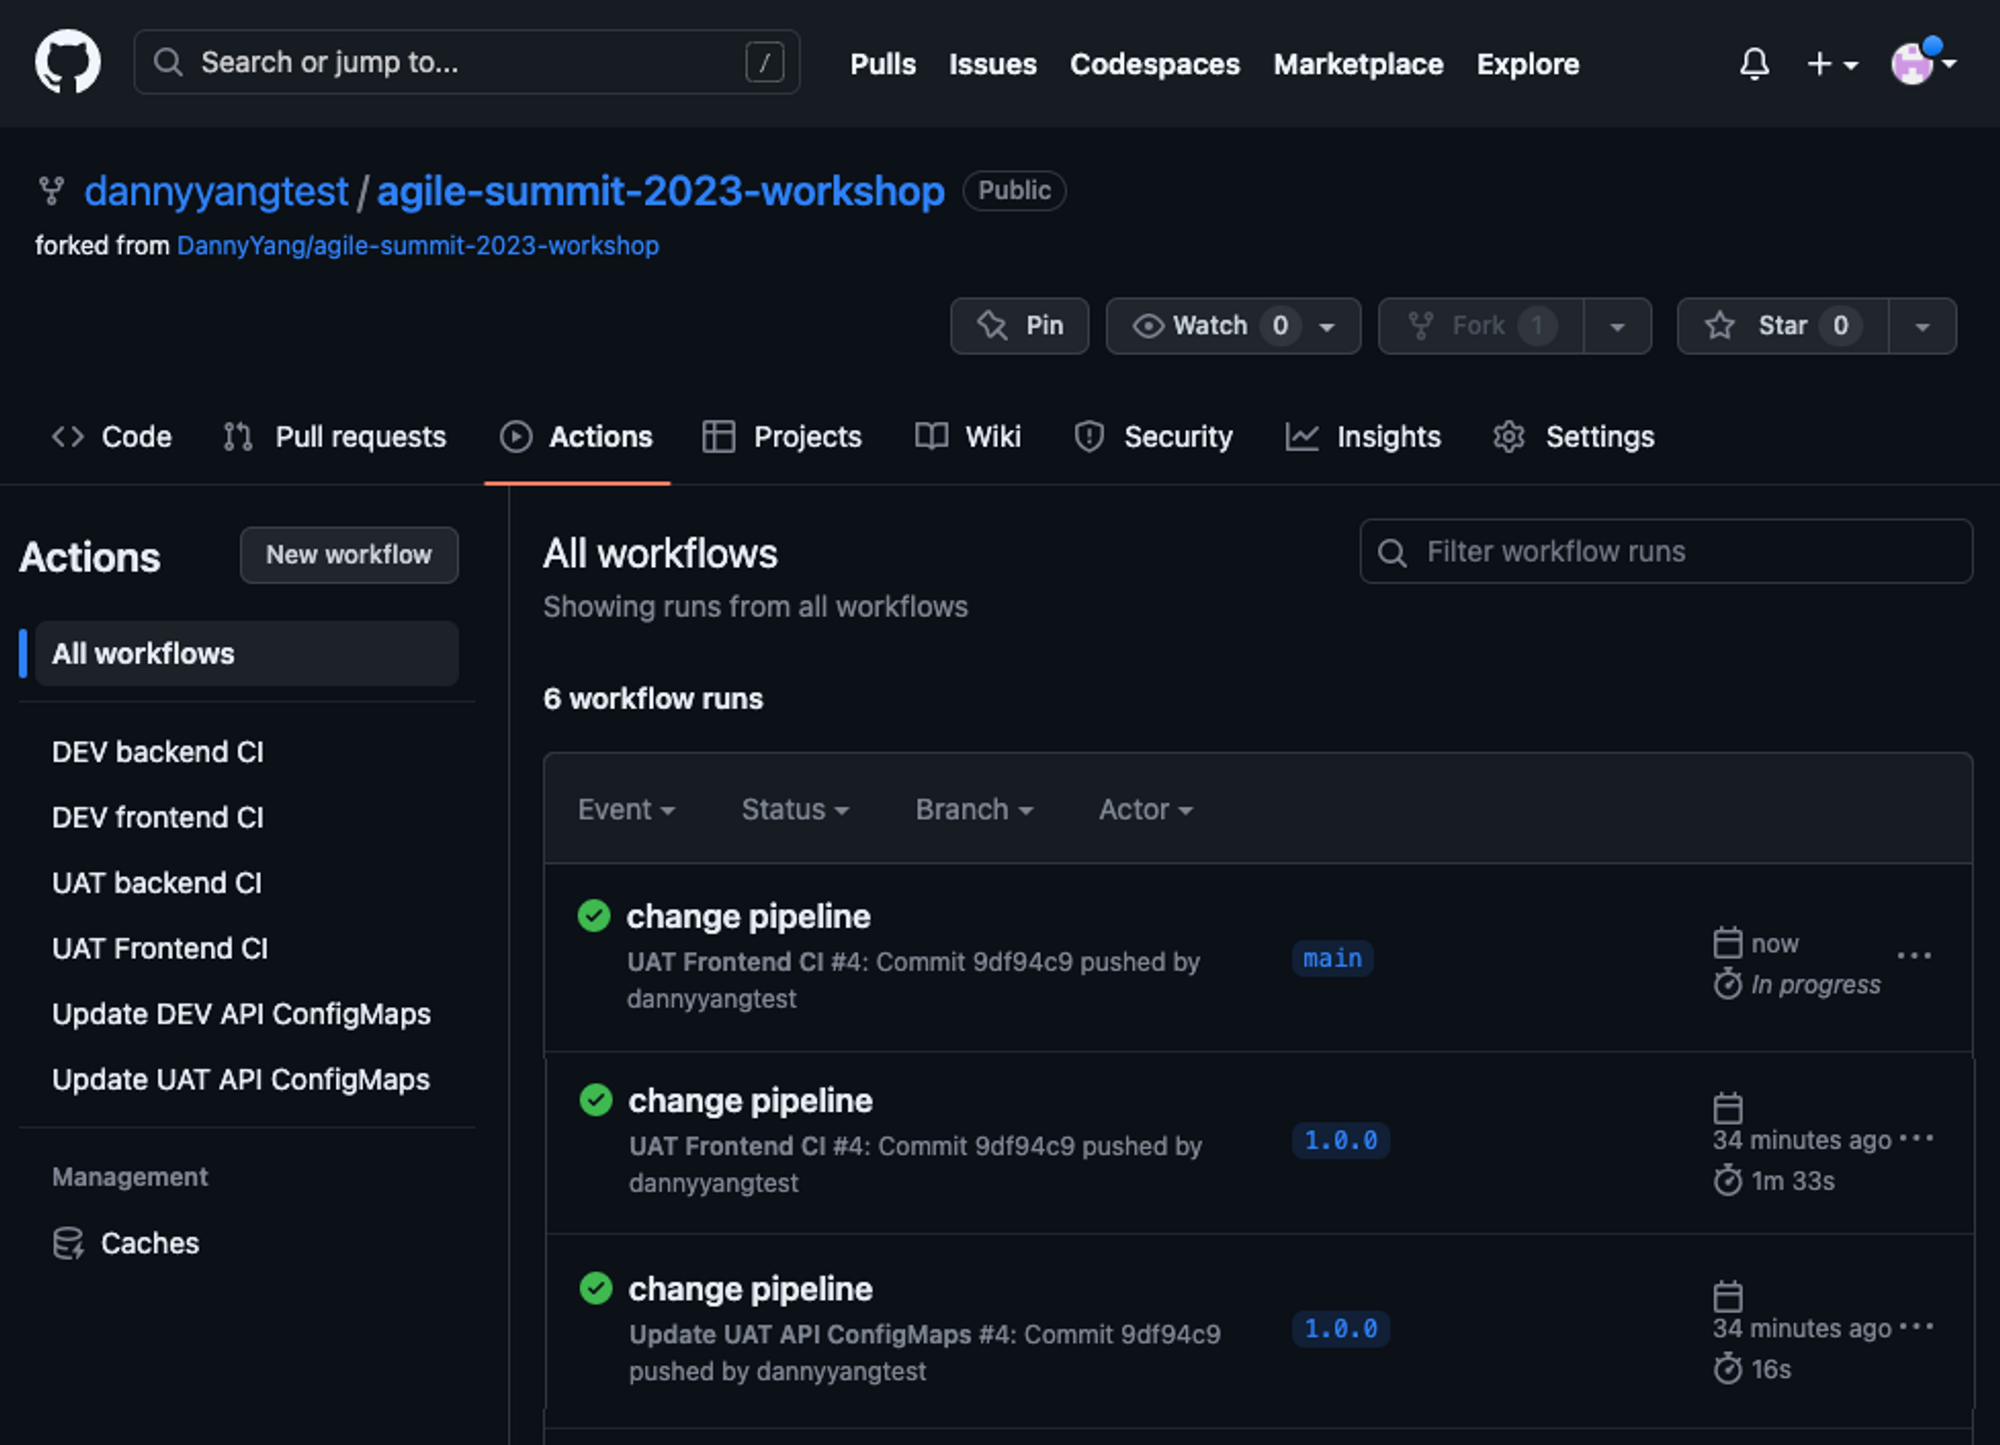 Search or jump to... /
Pulls Issues Codespaces Marketplace Explore
dannyyangtest / agile-summit-2023-workshop Public
forked from DannyYang/agile-summit-2023-workshop
Pin Watch 0 Fork 1 Star 0
Code Pull requests Actions Projects Wiki Security Insights Settings
Actions New workflow
All workflows
DEV backend CI
DEV frontend CI
UAT backend CI
UAT Frontend CI
Update DEV API ConfigMaps
Update UAT API ConfigMaps
Management
Caches
All workflows
Filter workflow runs
Showing runs from all workflows
6 workflow runs
Event Status Branch Actor
change pipeline
UAT Frontend CI #4: Commit 9df94c9 pushed by
dannyyangtest
main
now
In progress
change pipeline
UAT Frontend CI #4: Commit 9df94c9 pushed by
dannyyangtest
1.0.0
34 minutes ago
1m 33s
change pipeline
Update UAT API ConfigMaps #4: Commit 9df94c9
pushed by dannyyangtest
1.0.0
34 minutes ago
16s